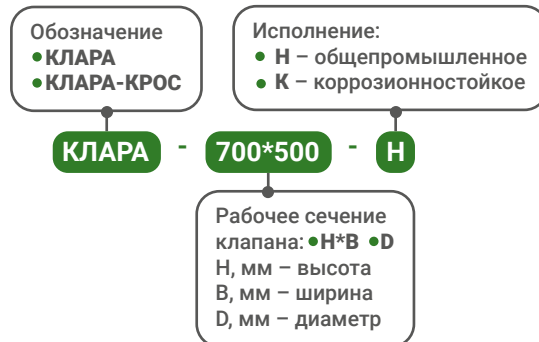 Обозначение
•КЛАРА
•КЛАРА-КРОС
Исполнение:
• Н – общепромышленное
• К – коррозионностойкое
КЛАРА - 700*500 - Н
Рабочее сечение
клапана: •H*B •D
H, мм – высота
B, мм – ширина
D, мм – диаметр